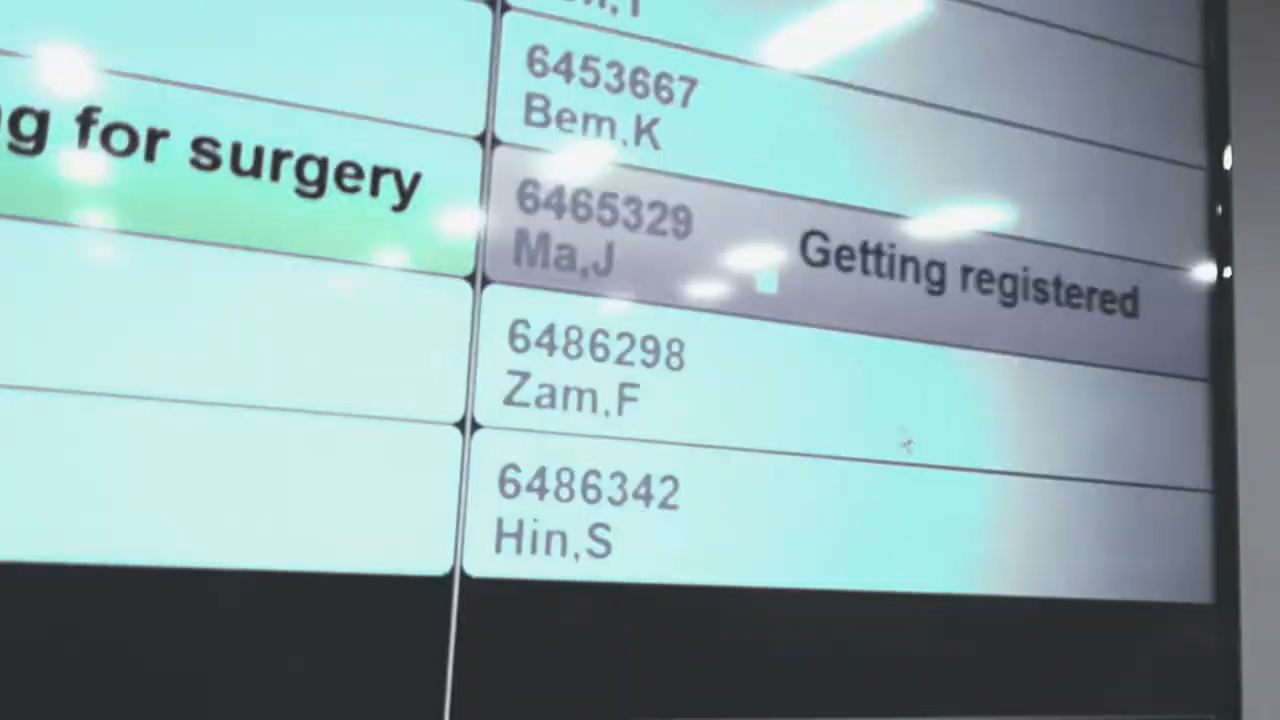 g for surgery
6453667
Bem,K
6465329
Ma,J
Getting registered
6486298
Zam,F
6486342
Hin,S